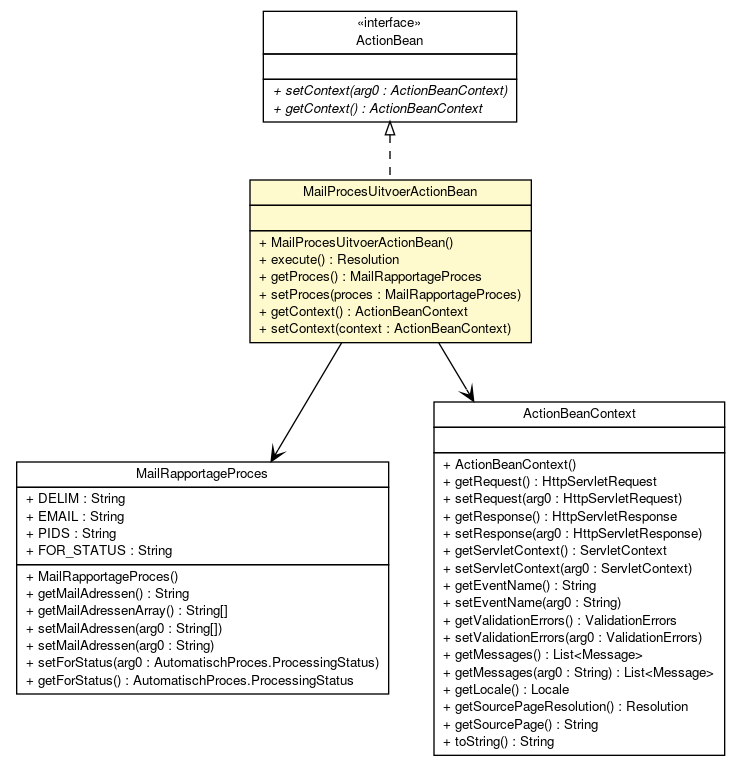 «interface»
ActionBean
+ setContext(arg0 : ActionBeanContext)
+ getContext() : ActionBeanContext
MailProcesUitvoerActionBean
+ MailProcesUitvoerActionBean()
+ execute() : Resolution
+ getProces() : MailRapportageProces
+ setProces(proces : MailRapportageProces)
+ getContext() : ActionBeanContext
+ setContext(context : ActionBeanContext)
MailRapportageProces
+ DELIM : String
+ EMAIL : String
+ PIDS : String
+ FOR_STATUS : String
+ MailRapportageProces()
+ getMailAdressen() : String
+ getMailAdressenArray() : String[]
+ setMailAdressen(arg0 : String[])
+ setMailAdressen(arg0 : String)
+ setForStatus(arg0 : AutomatischProces.ProcessingStatus)
+ getForStatus() : AutomatischProces.ProcessingStatus
ActionBeanContext
+ ActionBeanContext()
+ getRequest() : HttpServletRequest
+ setRequest(arg0 : HttpServletRequest)
+ getResponse() : HttpServletResponse
+ setResponse(arg0 : HttpServletResponse)
+ getServletContext() : ServletContext
+ setServletContext(arg0 : ServletContext)
+ getEventName() : String
+ setEventName(arg0 : String)
+ getValidationErrors() : ValidationErrors
+ setValidationErrors(arg0 : ValidationErrors)
+ getMessages() : List<Message>
+ getMessages(arg0 : String) : List<Message>
+ getLocale() : Locale
+ getSourcePageResolution() : Resolution
+ getSourcePage() : String
+ toString() : String